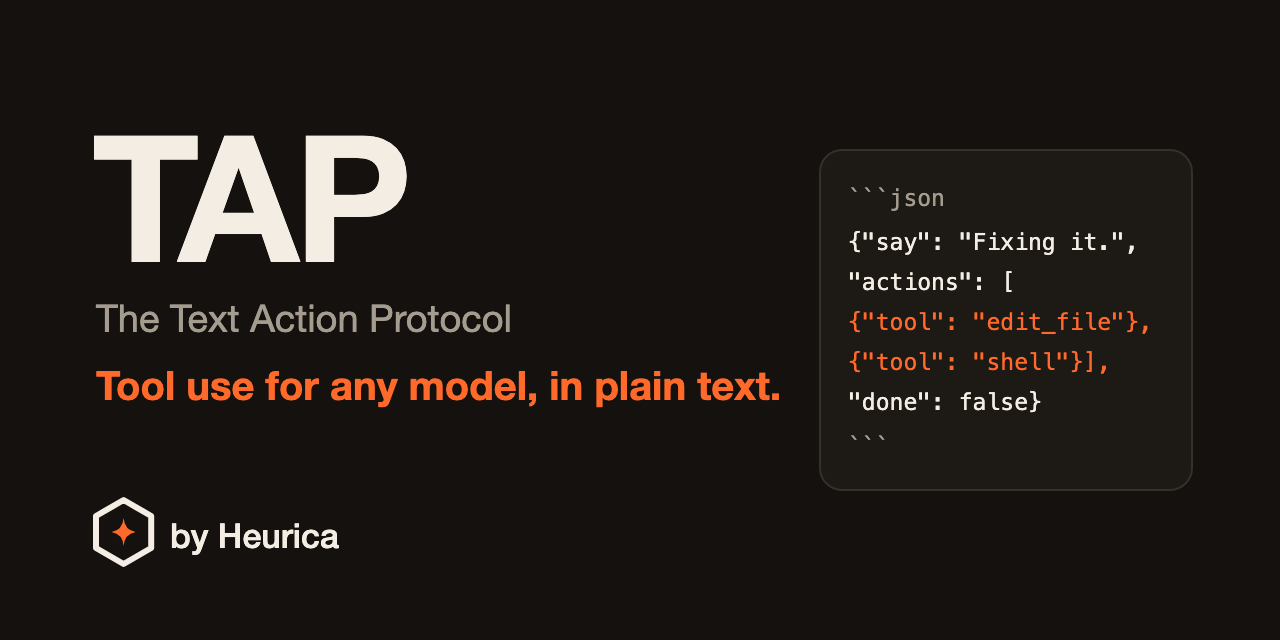 TAP
The Text Action Protocol
Tool use for any model, in plain text.
by Heurica
```json
{"say": "Fixing it.",
"actions": [
{"tool": "edit_file"},
{"tool": "shell"}],
"done": false}
```